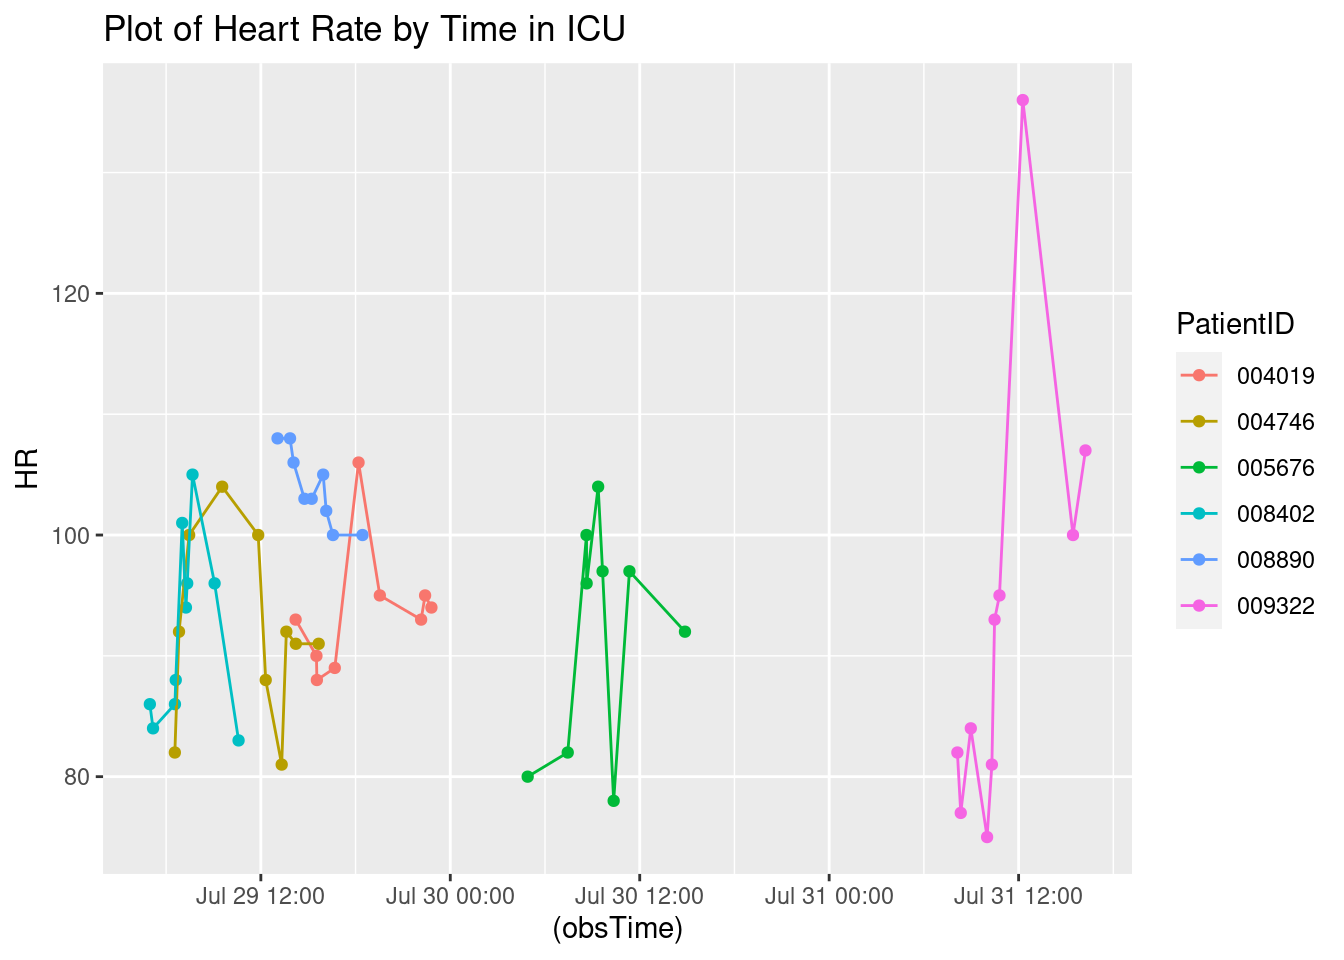 Plot of Heart Rate by Time in ICU
120
100
80
HR
Jul 29 12:00
Jul 30 00:00
Jul 30 12:00
Jul 31 00:00
Jul 31 12:00
(obsTime)
PatientID
004019
004746
005676
008402
008890
009322